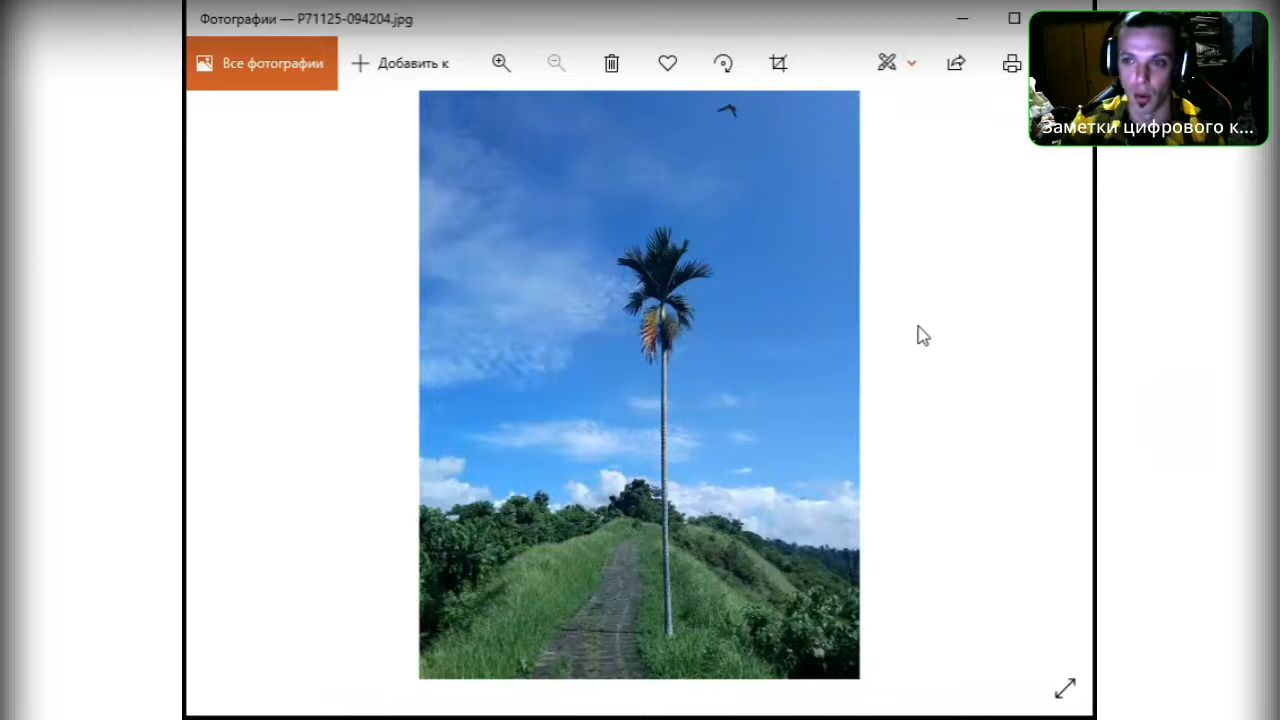 Фотографии — P71125-094204.jpg
Все фотографии
Добавить к
Заметки цифрового к...